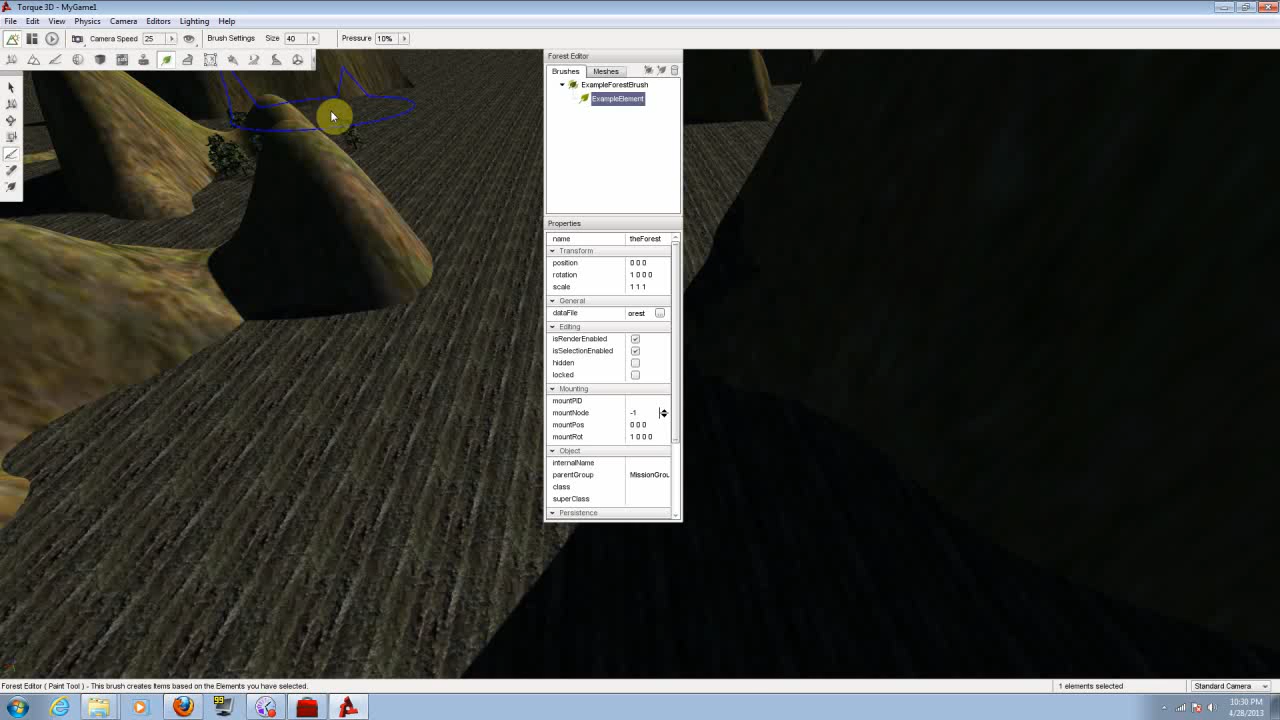 Torque 3D - MyGame1
File Edit View Physics Camera Editors Lighting Help
Camera Speed 25 Brush Settings Size 40 Pressure 10%
Forest Editor
Brushes Meshes
ExampleForestBrush
ExampleElement
Properties
name theForest
Transform
position 0 0 0
rotation 1 0 0 0
scale 1 1 1
General
dataFile orest ...
Editing
isRenderEnabled
isSelectionEnabled
hidden
locked
Mounting
mountPID
mountNode -1
mountPos 0 0 0
mountRot 1 0 0 0
Object
internalName
parentGroup MissionGrou
class
superClass
Persistence
Forest Editor ( Paint Tool ) - This brush creates Items based on the Elements you have selected.
1 elements selected
Standard Camera
99
10:30 PM
4/28/2013